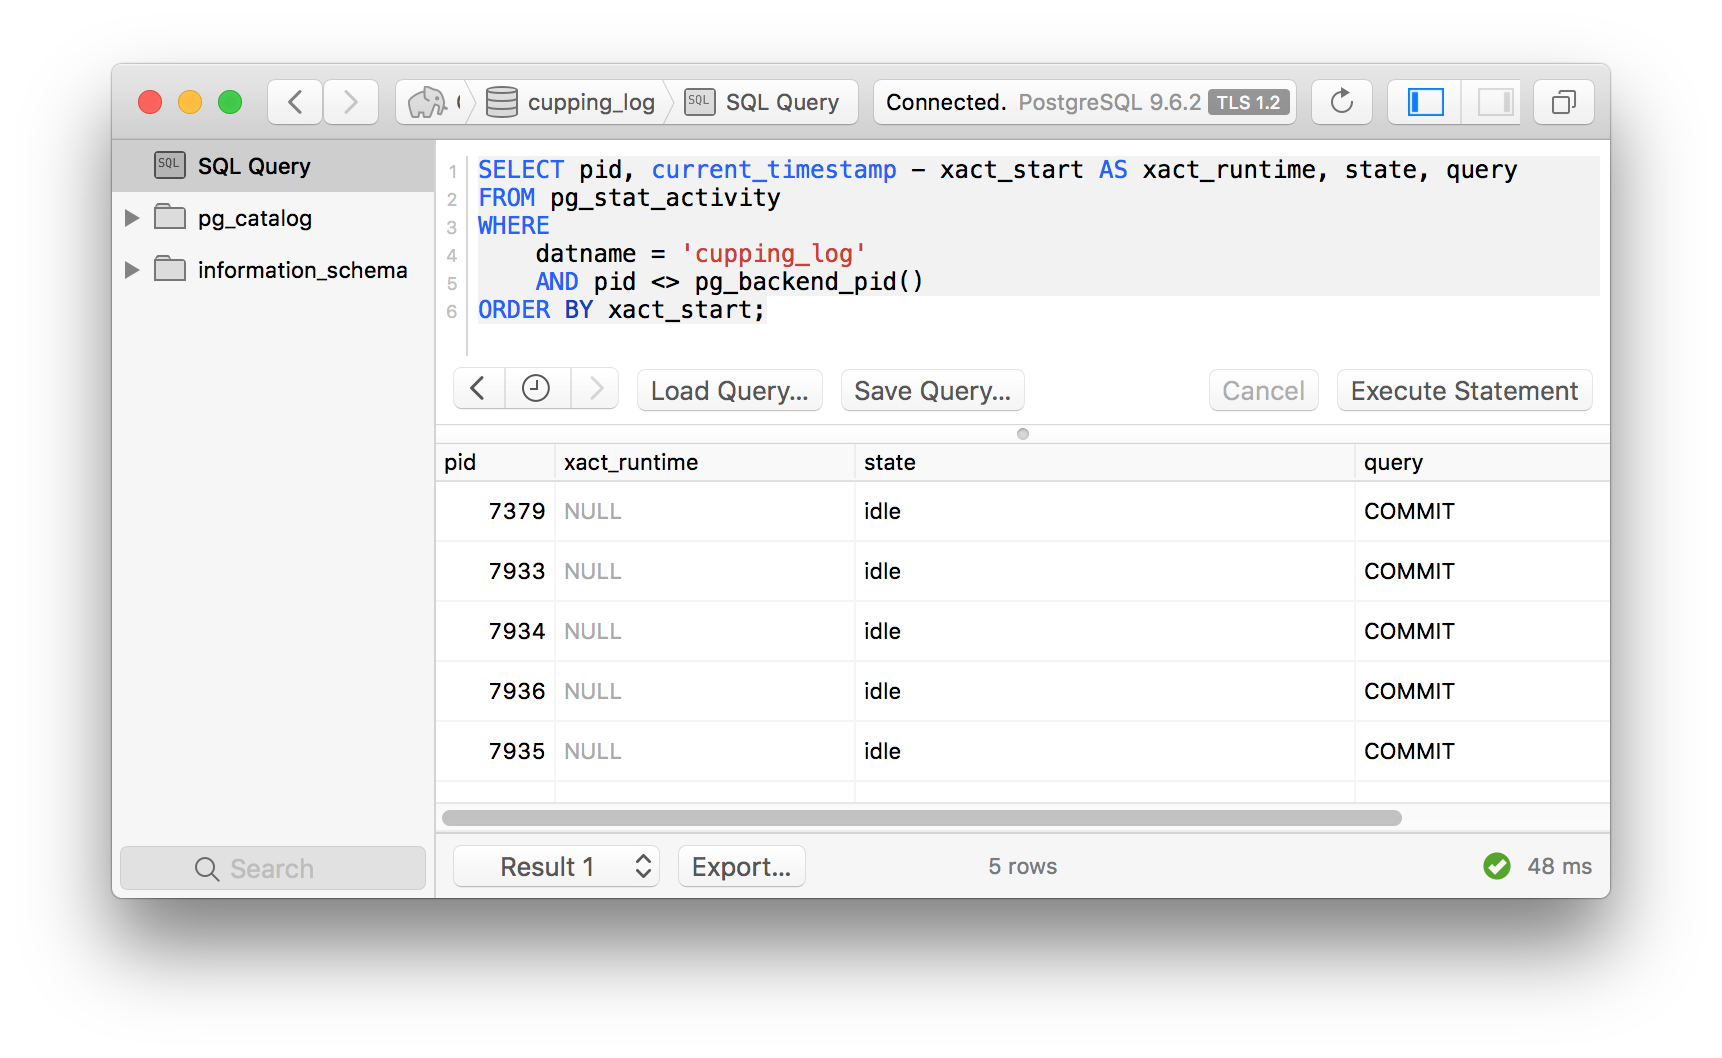 cupping_log
SQL
SQL Query
Connected. PostgreSQL 9.6.2 TLS 1.2
SQL
SQL Query
pg_catalog
information_schema
Search
1 SELECT pid, current_timestamp - xact_start AS xact_runtime, state, query
2 FROM pg_stat_activity
3 WHERE
4 datname = 'cupping_log'
5 AND pid <> pg_backend_pid()
6 ORDER BY xact_start;
Load Query...
Save Query...
Cancel
Execute Statement
pid xact_runtime state query
7379 NULL idle COMMIT
7933 NULL idle COMMIT
7934 NULL idle COMMIT
7936 NULL idle COMMIT
7935 NULL idle COMMIT
Result 1
Export...
5 rows
48 ms